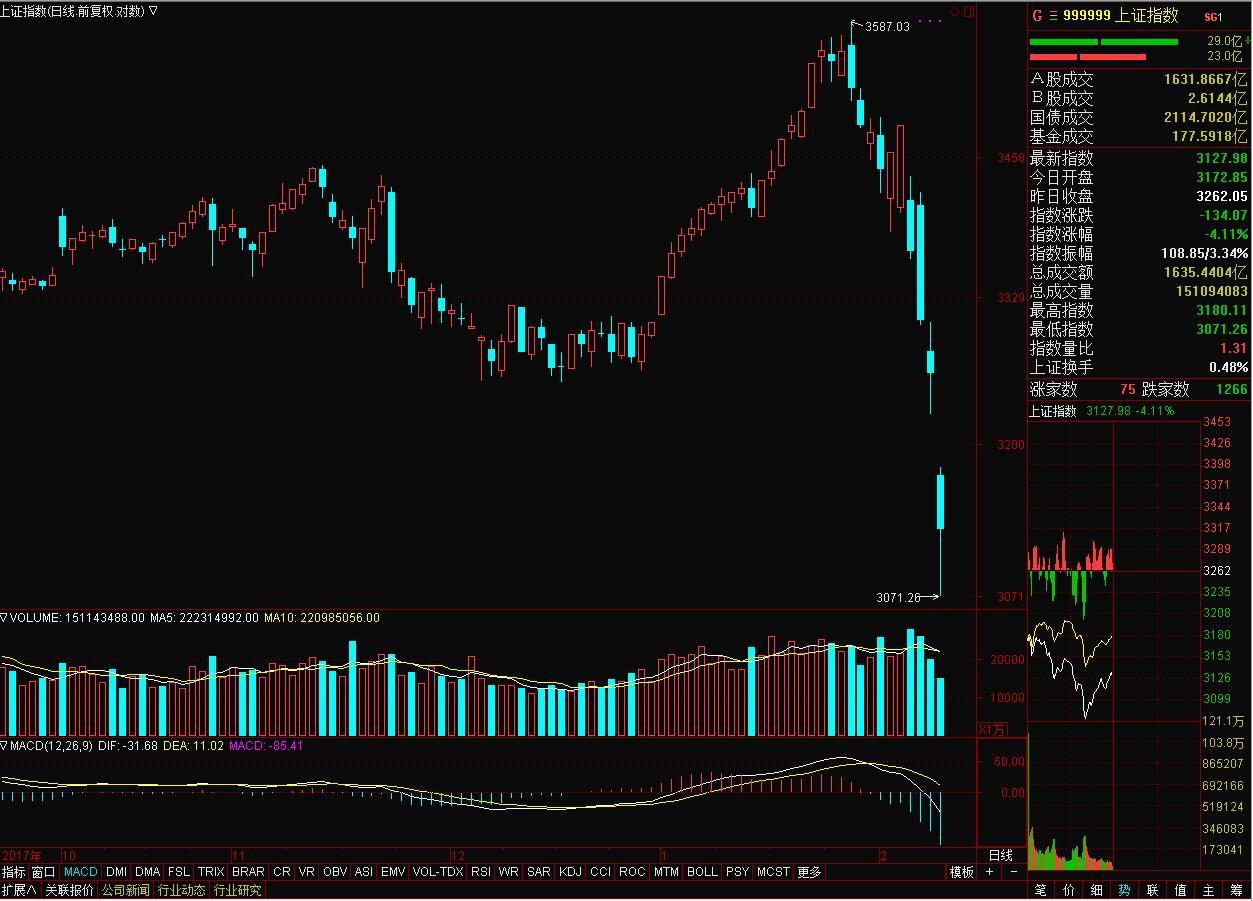 上证指数(日线.前复权.对数) ▽
3587.03
3458
3329
3200
3071
3071.26
▽VOLUME: 151143488.00 MA5: 222314992.00 MA10: 220985056.00
20000
10000
X1万
▽MACD(12,26,9) DIF: -31.68 DEA: 11.02 MACD: -85.41
50.00
0.00
2017年 10 11 12 1 2 日线
指标 窗口 MACD DMI DMA FSL TRIX BRAR CR VR OBV ASI EMV VOL-TDX RSI WR SAR KDJ CCI ROC MTM BOLL PSY MCST 更多 模板 + -
扩展∧ 关联报价 公司新闻 行业动态 行业研究
G 三 999999 上证指数 SG1
29.0亿
23.0亿
A股成交 1631.8667亿
B股成交 2.6144亿
国债成交 2114.7020亿
基金成交 177.5918亿
最新指数 3127.98
今日开盘 3172.85
昨日收盘 3262.05
指数涨跌 -134.07
指数涨幅 -4.11%
指数振幅 108.85/3.34%
总成交额 1635.4404亿
总成交量 151094083
最高指数 3180.11
最低指数 3071.26
指数量比 1.31
上证换手 0.48%
涨家数 75 跌家数 1266
上证指数 3127.98 -4.11%
3453
3426
3398
3371
3344
3317
3289
3262
3235
3208
3180
3153
3126
3099
121.1万
103.8万
865207
692166
519124
346083
173041
笔 价 细 势 联 值 主 筹